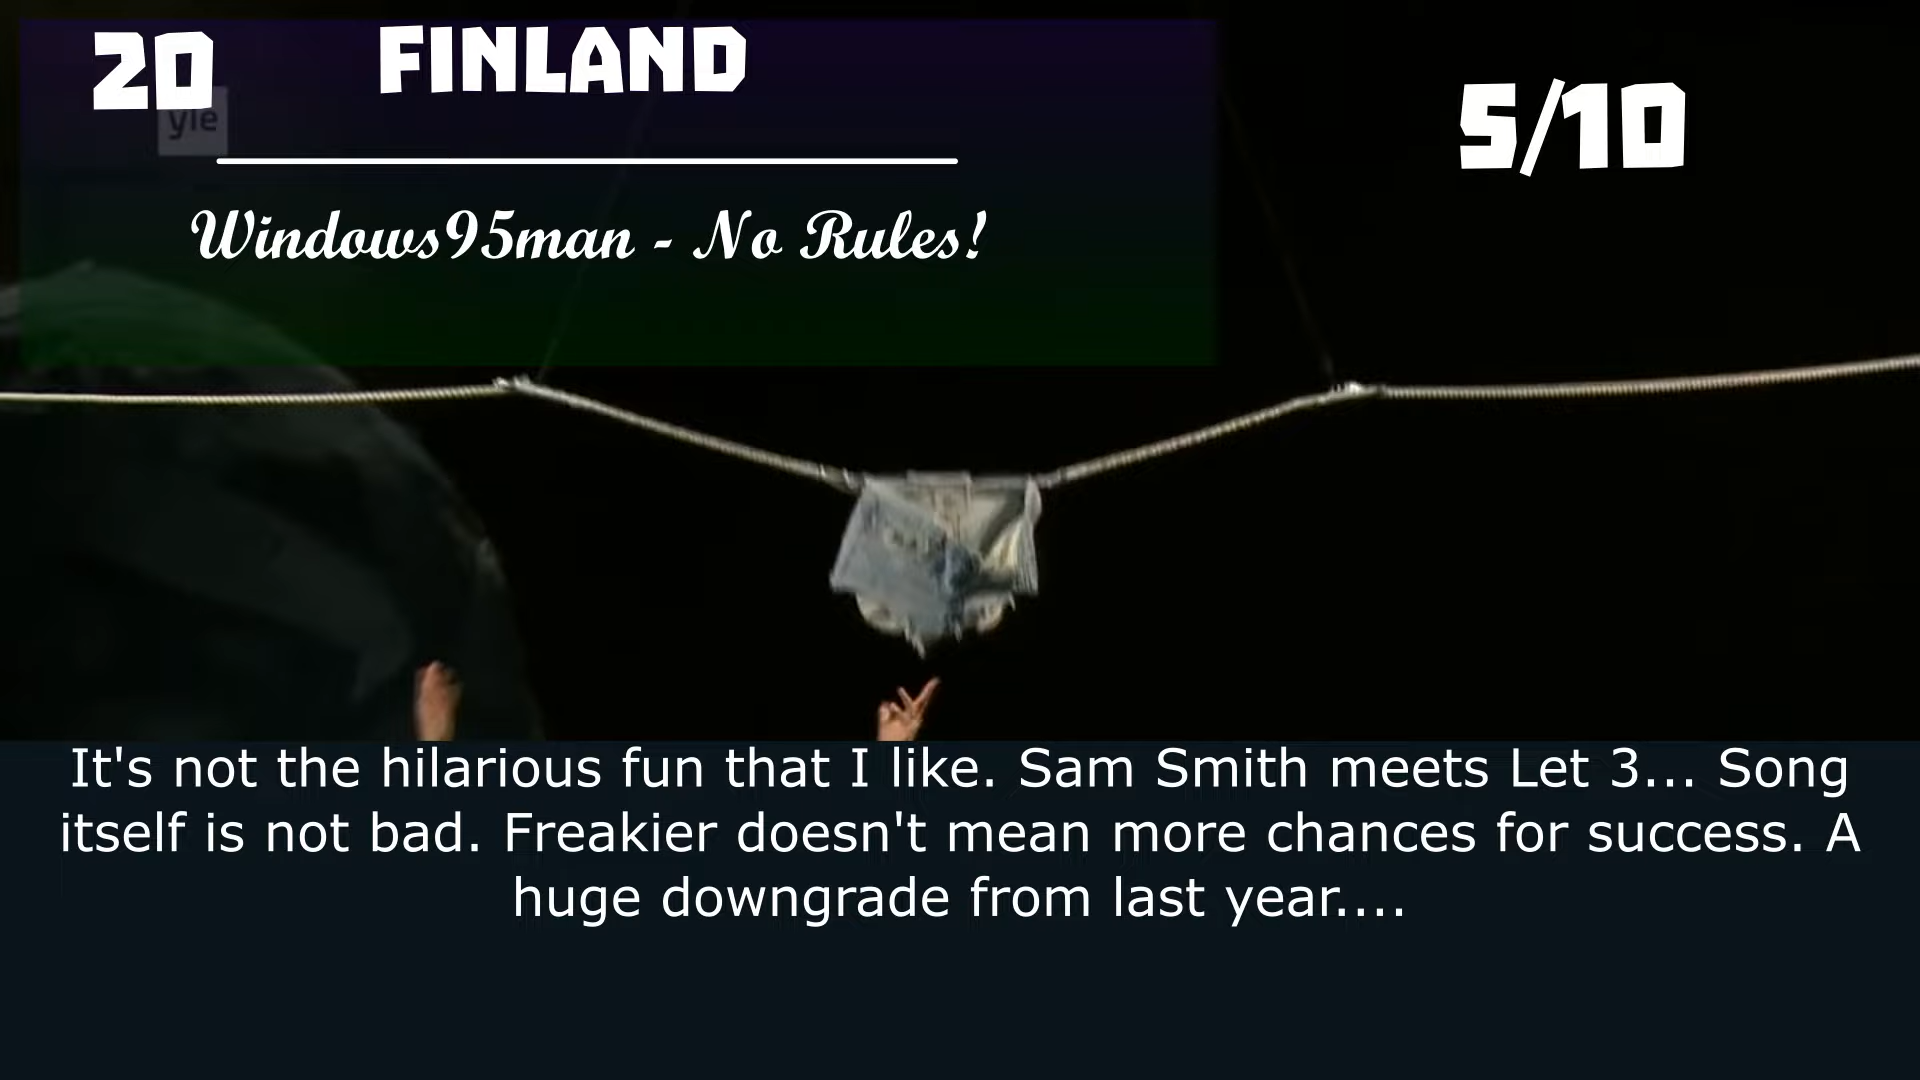 20 FINLAND
yle
5/10
Windows95man - No Rules!
It's not the hilarious fun that I like. Sam Smith meets Let 3... Song
itself is not bad. Freakier doesn't mean more chances for success. A
huge downgrade from last year....